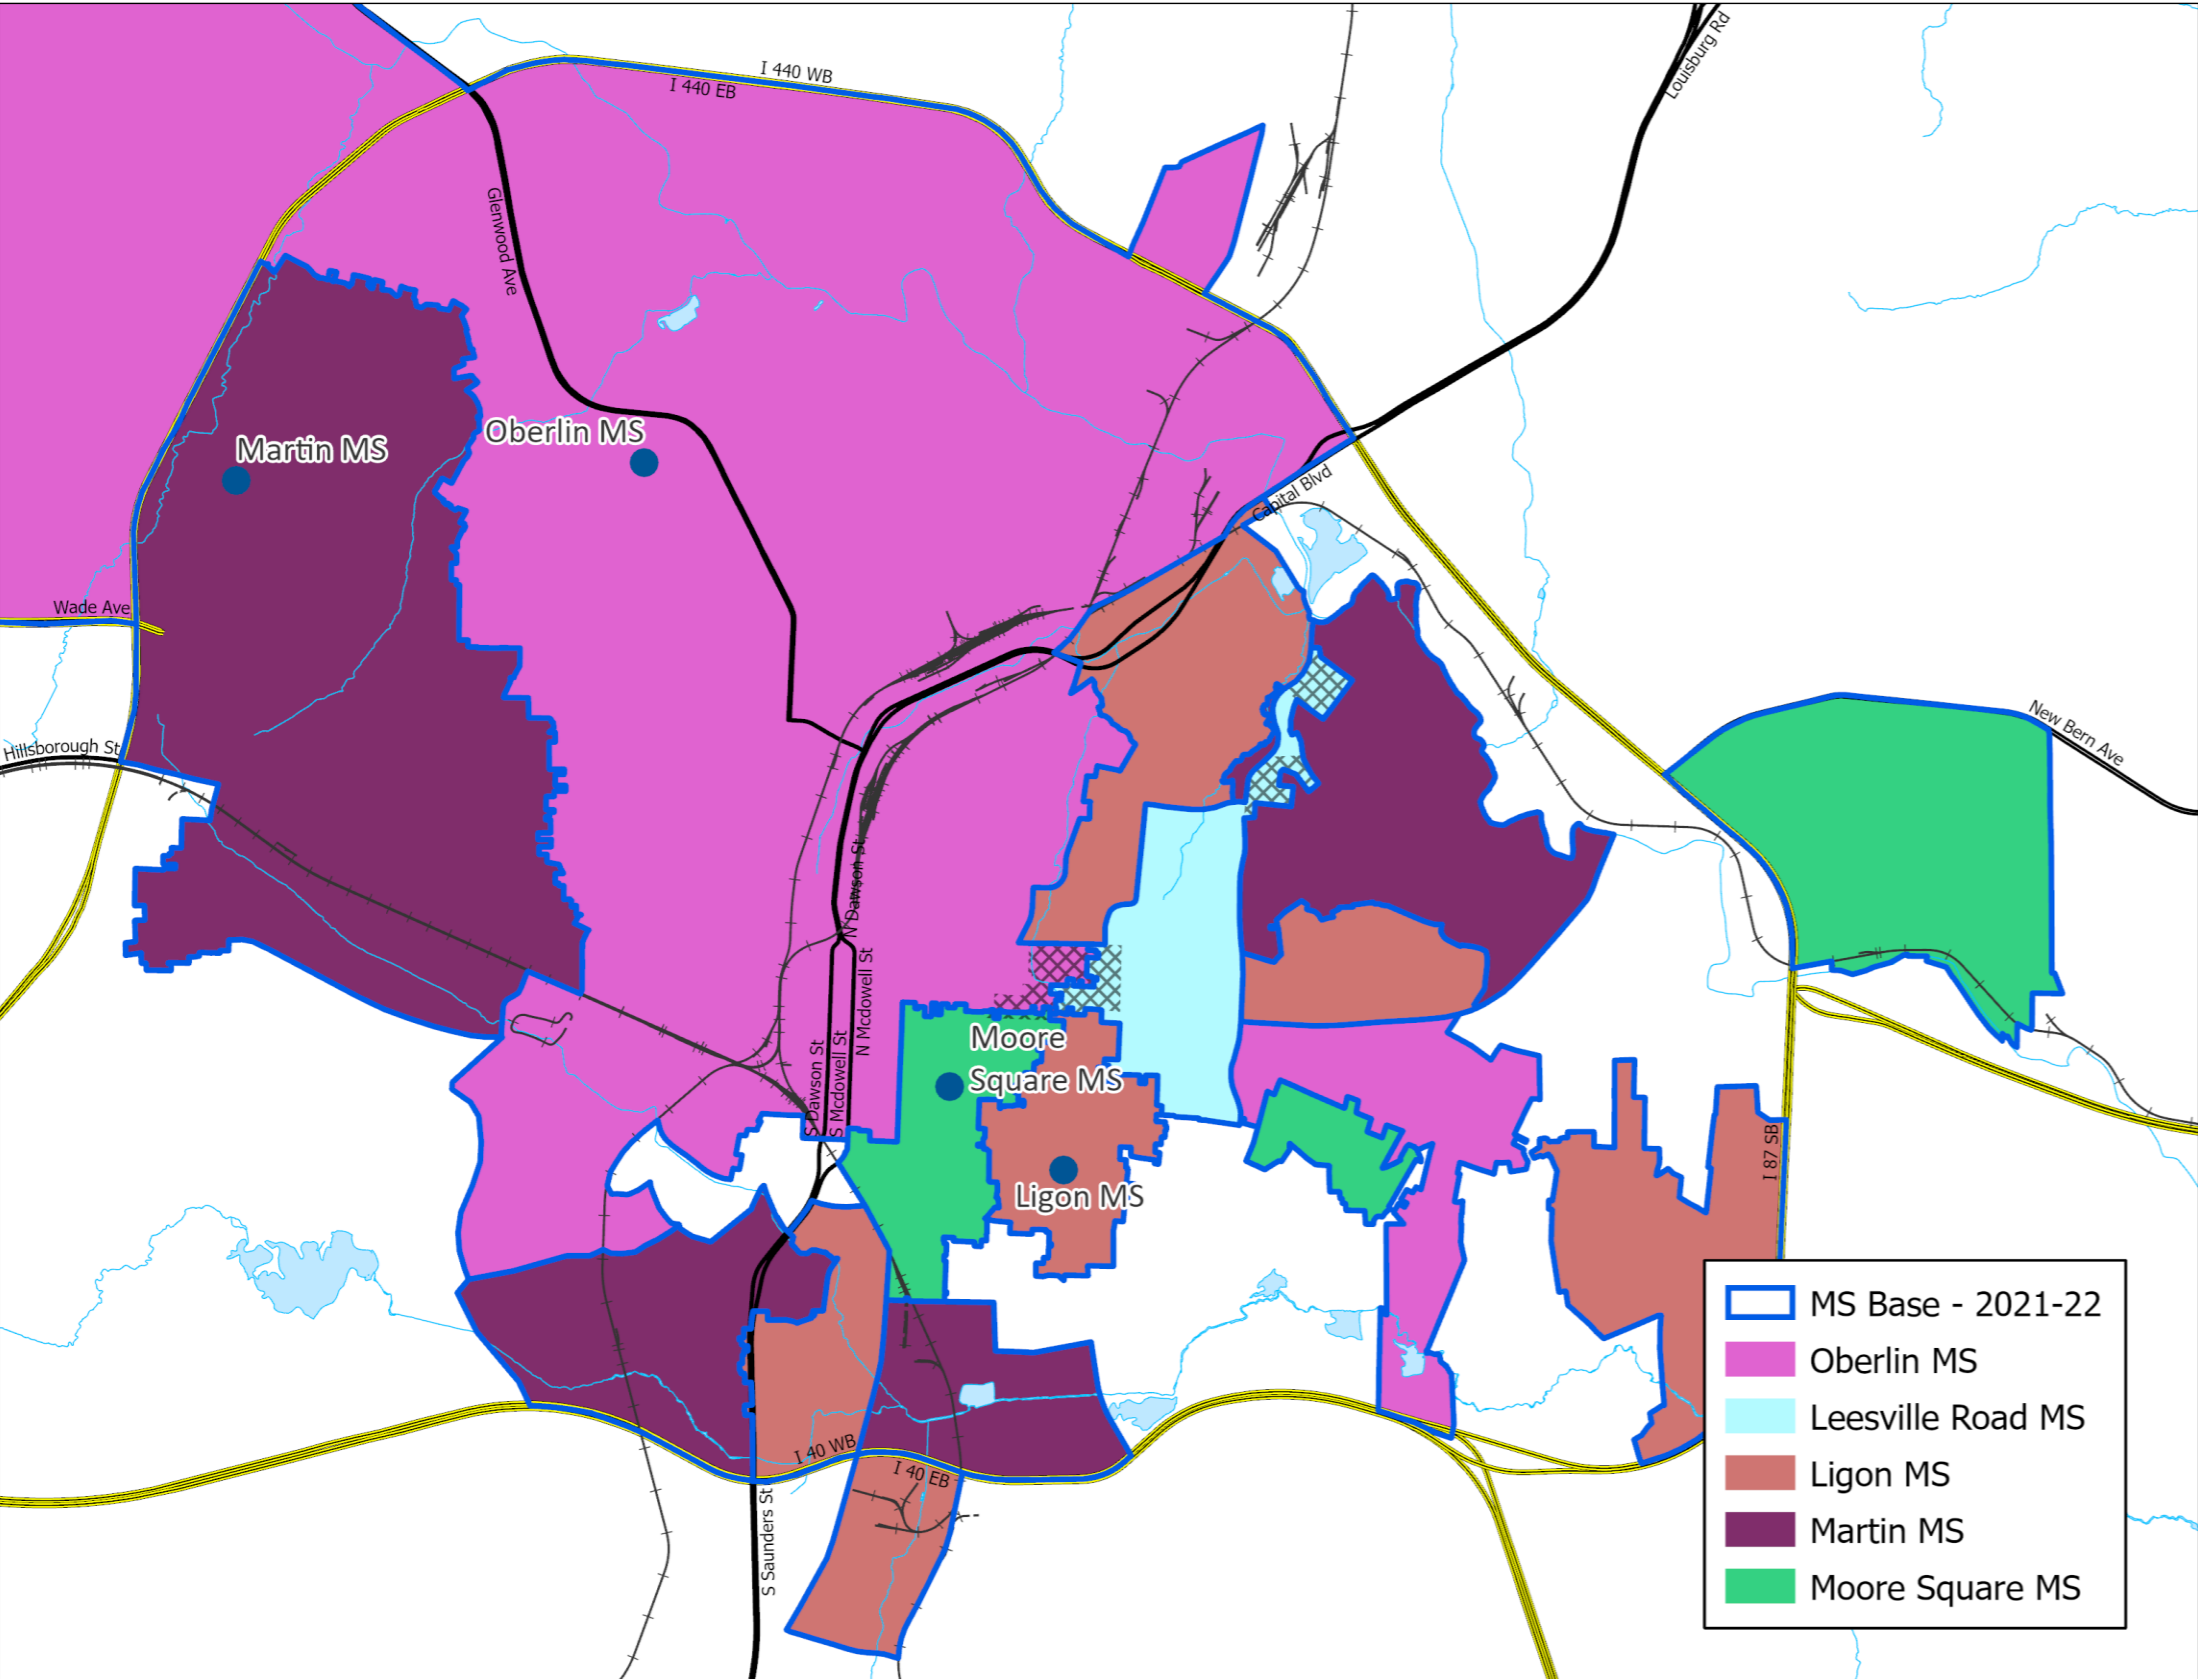 I 440 WB
I 440 EB
Louisburg Rd
Glenwood Ave
Martin MS
Oberlin MS
Capital Blvd
Wade Ave
Hillsborough St
New Bern Ave
N Dawson St
N Mcdowell St
S Dawson St
S Mcdowell St
Moore
Square MS
Ligon MS
I 87 SB
I 40 WB
I 40 EB
S Saunders St
MS Base - 2021-22
Oberlin MS
Leesville Road MS
Ligon MS
Martin MS
Moore Square MS